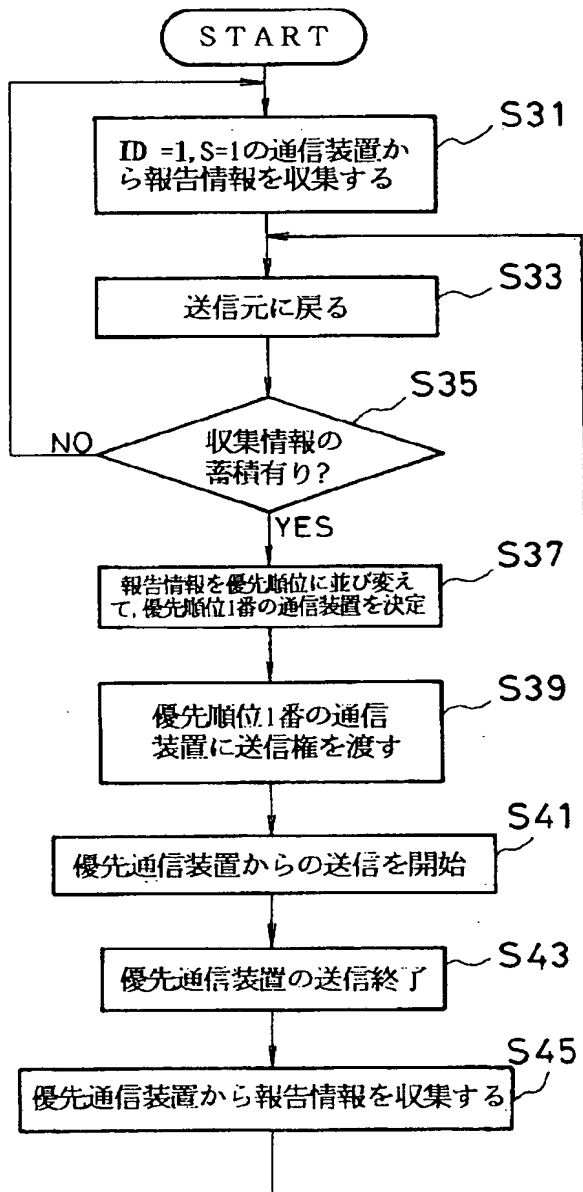 START
S31
ID=1,S=1の通信装置か
ら報告情報を収集する
S33
送信元に戻る
S35
収集情報の
蓄積有り?
NO
YES
S37
報告情報を優先順位に並び変え
て,優先順位1番の通信装置を決定
S39
優先順位1番の通信
装置に送信権を渡す
S41
優先通信装置からの送信を開始
S43
優先通信装置の送信終了
S45
優先通信装置から報告情報を収集する